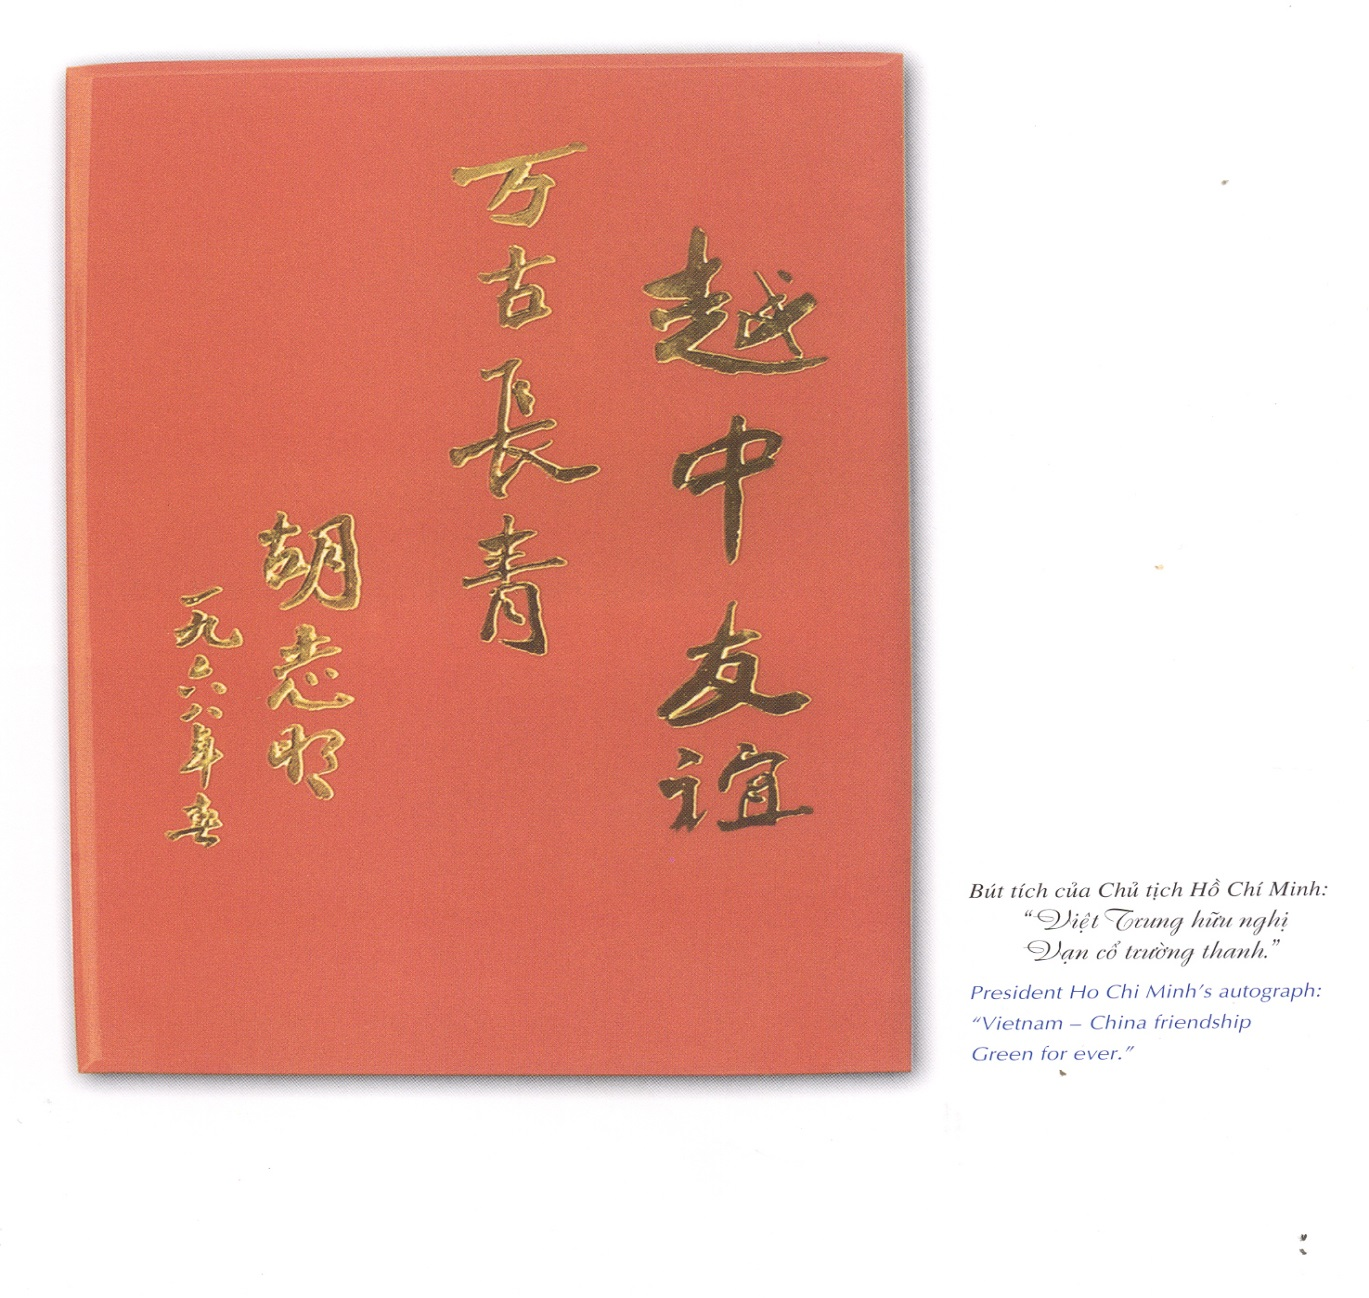 越中友谊
万古長青
胡志明
一九六八年春
Bút tích của Chủ tịch Hồ Chí Minh:
“Việt Trung hữu nghị
Vạn cổ trường thanh.”
President Ho Chi Minh’s autograph:
“Vietnam – China friendship
Green for ever.”